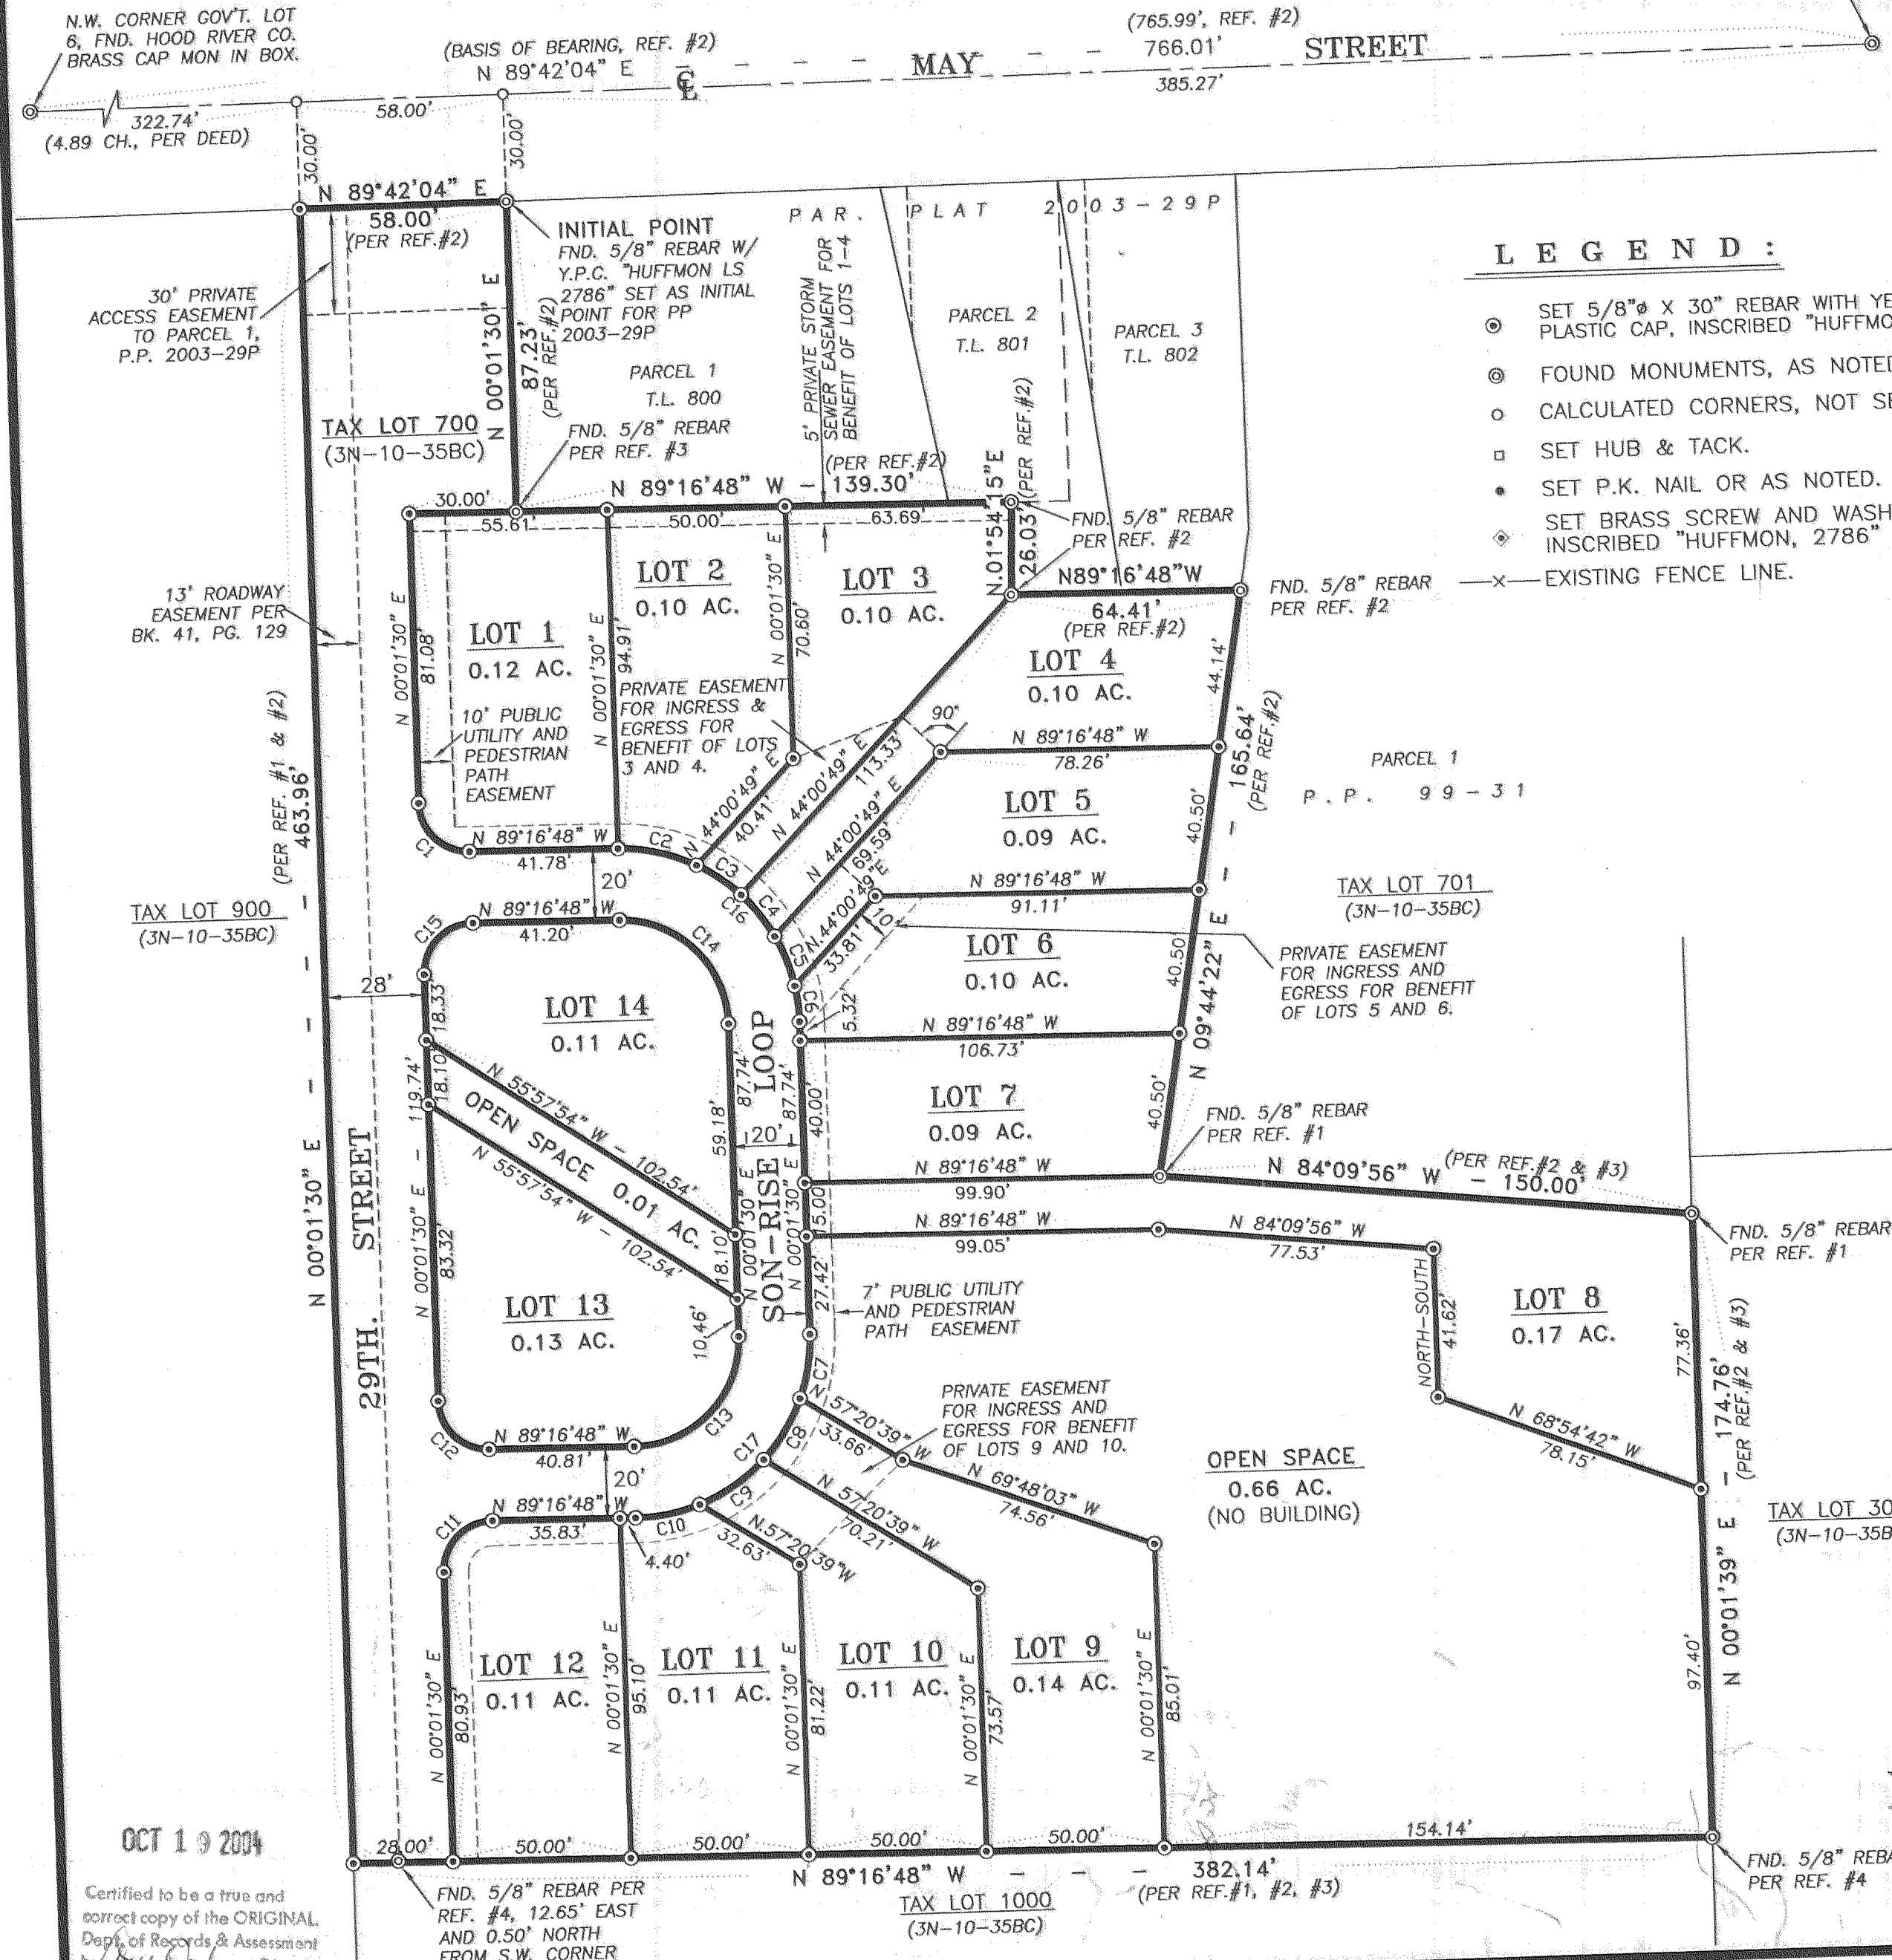 N.W. CORNER GOV'T. LOT
6, FND. HOOD RIVER CO.
BRASS CAP MON IN BOX.
(BASIS OF BEARING, REF. #2)
N 89°42'04" E
(765.99', REF. #2)
766.01'
MAY STREET
385.27'
322.74'
(4.89 CH., PER DEED)
58.00'
30.00'
30.00'
N 89°42'04" E
58.00'
(PER REF.#2)
INITIAL POINT
FND. 5/8" REBAR W/
Y.P.C. "HUFFMON LS
2786" SET AS INITIAL
POINT FOR PP
2003-29P
30' PRIVATE
ACCESS EASEMENT
TO PARCEL 1,
P.P. 2003-29P
N 00°01'30" E
87.23'
(PER REF.#2)
PAR. PLAT 2003-29P
5' PRIVATE STORM
SEWER EASEMENT FOR
BENEFIT OF LOTS 1-4
PARCEL 1
T.L. 800
PARCEL 2
T.L. 801
PARCEL 3
T.L. 802
LEGEND:
SET 5/8"ø X 30" REBAR WITH
PLASTIC CAP, INSCRIBED
FOUND MONUMENTS, AS
CALCULATED CORNERS, NOT
SET HUB & TACK.
SET P.K. NAIL OR AS NOTED.
SET BRASS SCREW AND
INSCRIBED "HUFFMON, 2786"
—x— EXISTING FENCE LINE.
TAX LOT 700
(3N-10-35BC)
FND. 5/8" REBAR
PER REF. #3
(PER REF.#2)
N 89°16'48" W - 139.30'
30.00'
55.61'
50.00'
63.69'
N.01°54'15"E
26.03'
(PER REF.#2)
FND. 5/8" REBAR
PER REF. #2
N89°16'48"W
64.41'
(PER REF.#2)
FND. 5/8" REBAR
PER REF. #2
13' ROADWAY
EASEMENT PER
BK. 41, PG. 129
N 00°01'30" E
81.08'
LOT 1
0.12 AC.
N 00°01'30" E
94.91'
LOT 2
0.10 AC.
N 00°01'30" E
70.60'
LOT 3
0.10 AC.
LOT 4
0.10 AC.
44.14'
10' PUBLIC
UTILITY AND
PEDESTRIAN
PATH
EASEMENT
PRIVATE EASEMENT
FOR INGRESS &
EGRESS FOR
BENEFIT OF LOTS
3 AND 4.
N 44°00'49" E
40.41'
N 44°00'49" E
113.33'
90°
N 44°00'49" E
69.59'
N 89°16'48" W
78.26'
LOT 5
0.09 AC.
40.50'
165.64'
(PER REF.#2)
N 09°44'22" E
PARCEL 1
P.P. 99-31
(PER REF. #1 & #2)
463.96'
N 00°01'30" E
C1
N 89°16'48" W
41.78'
C2
C3
C4
C16
C5
C6
20'
N.44°00'49"E
33.81'
10'
N 89°16'48" W
91.11'
TAX LOT 701
(3N-10-35BC)
TAX LOT 900
(3N-10-35BC)
C15
N 89°16'48" W
41.20'
C14
LOT 6
0.10 AC.
40.50'
PRIVATE EASEMENT
FOR INGRESS AND
EGRESS FOR BENEFIT
OF LOTS 5 AND 6.
28'
18.33'
LOT 14
0.11 AC.
5.32'
N 89°16'48" W
106.73'
119.74'
18.10'
N 55°57'54" W - 102.54'
OPEN SPACE 0.01 AC.
N 55°57'54" W - 102.54'
87.74'
59.18'
SON-RISE LOOP
87.74'
40.00'
20'
LOT 7
0.09 AC.
40.50'
FND. 5/8" REBAR
PER REF. #1
N 89°16'48" W
99.90'
N 84°09'56" W - 150.00'
(PER REF.#2 & #3)
FND. 5/8" REBAR
PER REF. #1
29TH. STREET
N 00°01'30" E
83.32'
18.10'
N 00°01'30" E
N 00°01'30" E
15.00'
N 89°16'48" W
99.05'
N 84°09'56" W
77.53'
27.42'
7' PUBLIC UTILITY
AND PEDESTRIAN
PATH EASEMENT
NORTH-SOUTH
41.62'
LOT 8
0.17 AC.
77.36'
174.76'
(PER REF.#2 & #3)
N 00°01'39" E
LOT 13
0.13 AC.
10.46'
C7
N 57°20'39" W
33.66'
PRIVATE EASEMENT
FOR INGRESS AND
EGRESS FOR BENEFIT
OF LOTS 9 AND 10.
N 68°54'42" W
78.15'
C12
N 89°16'48" W
40.81'
C13
C17
C8
20'
N 69°48'03" W
74.56'
OPEN SPACE
0.66 AC.
(NO BUILDING)
C11
N 89°16'48" W
35.83'
C10
C9
4.40'
N.57°20'39"W
32.63'
N 57°20'39" W
70.21'
TAX LOT
N 00°01'30" E
80.93'
LOT 12
0.11 AC.
N 00°01'30" E
95.10'
LOT 11
0.11 AC.
N 00°01'30" E
81.22'
LOT 10
0.11 AC.
N 00°01'30" E
73.57'
LOT 9
0.14 AC.
N 00°01'30" E
85.01'
97.40'
28.00'
50.00'
50.00'
50.00'
50.00'
154.14'
N 89°16'48" W - - - 382.14'
(PER REF.#1, #2, #3)
TAX LOT 1000
(3N-10-35BC)
FND. 5/8"
PER REF. #4
FND. 5/8" REBAR PER
REF. #4, 12.65' EAST
AND 0.50' NORTH
FROM S.W. CORNER
OCT 19 2004
Certified to be a true and
correct copy of the ORIGINAL.
Dept. of Records & Assessment